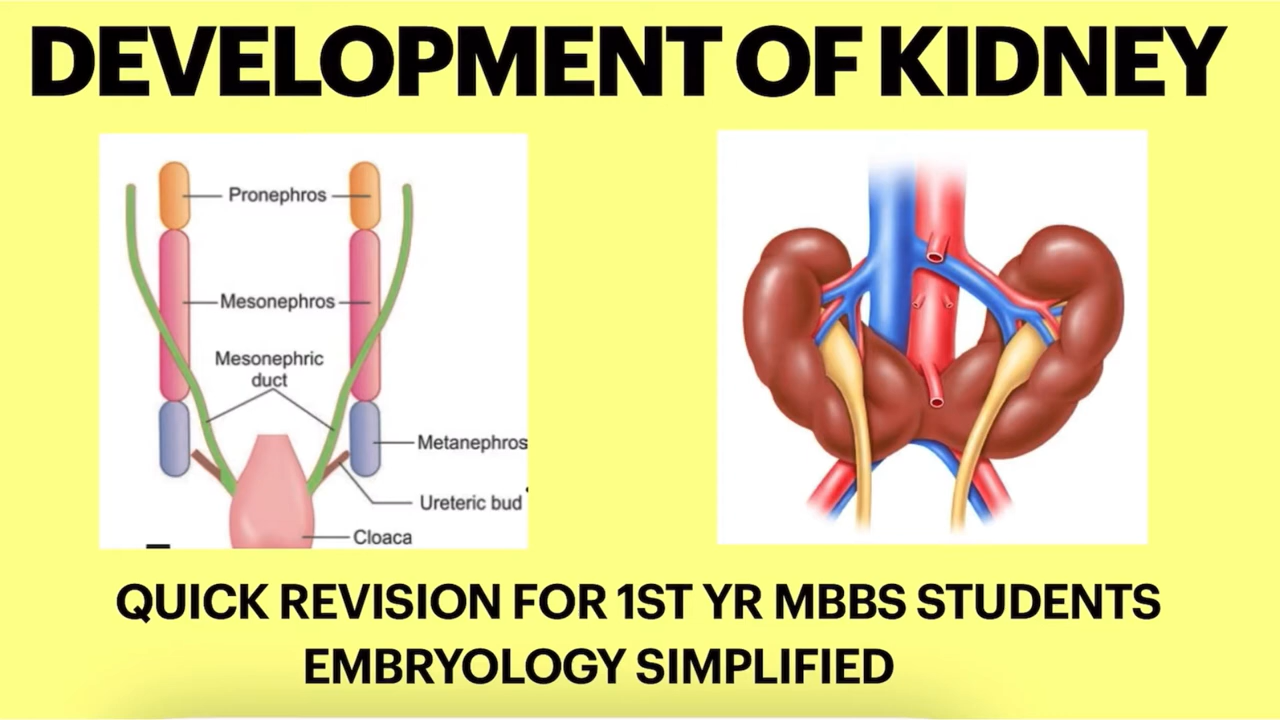 DEVELOPMENT OF KIDNEY
Pronephros
Mesonephros
Mesonephric
duct
Metanephros
Ureteric bud
Cloaca
QUICK REVISION FOR 1ST YR MBBS STUDENTS
EMBRYOLOGY SIMPLIFIED